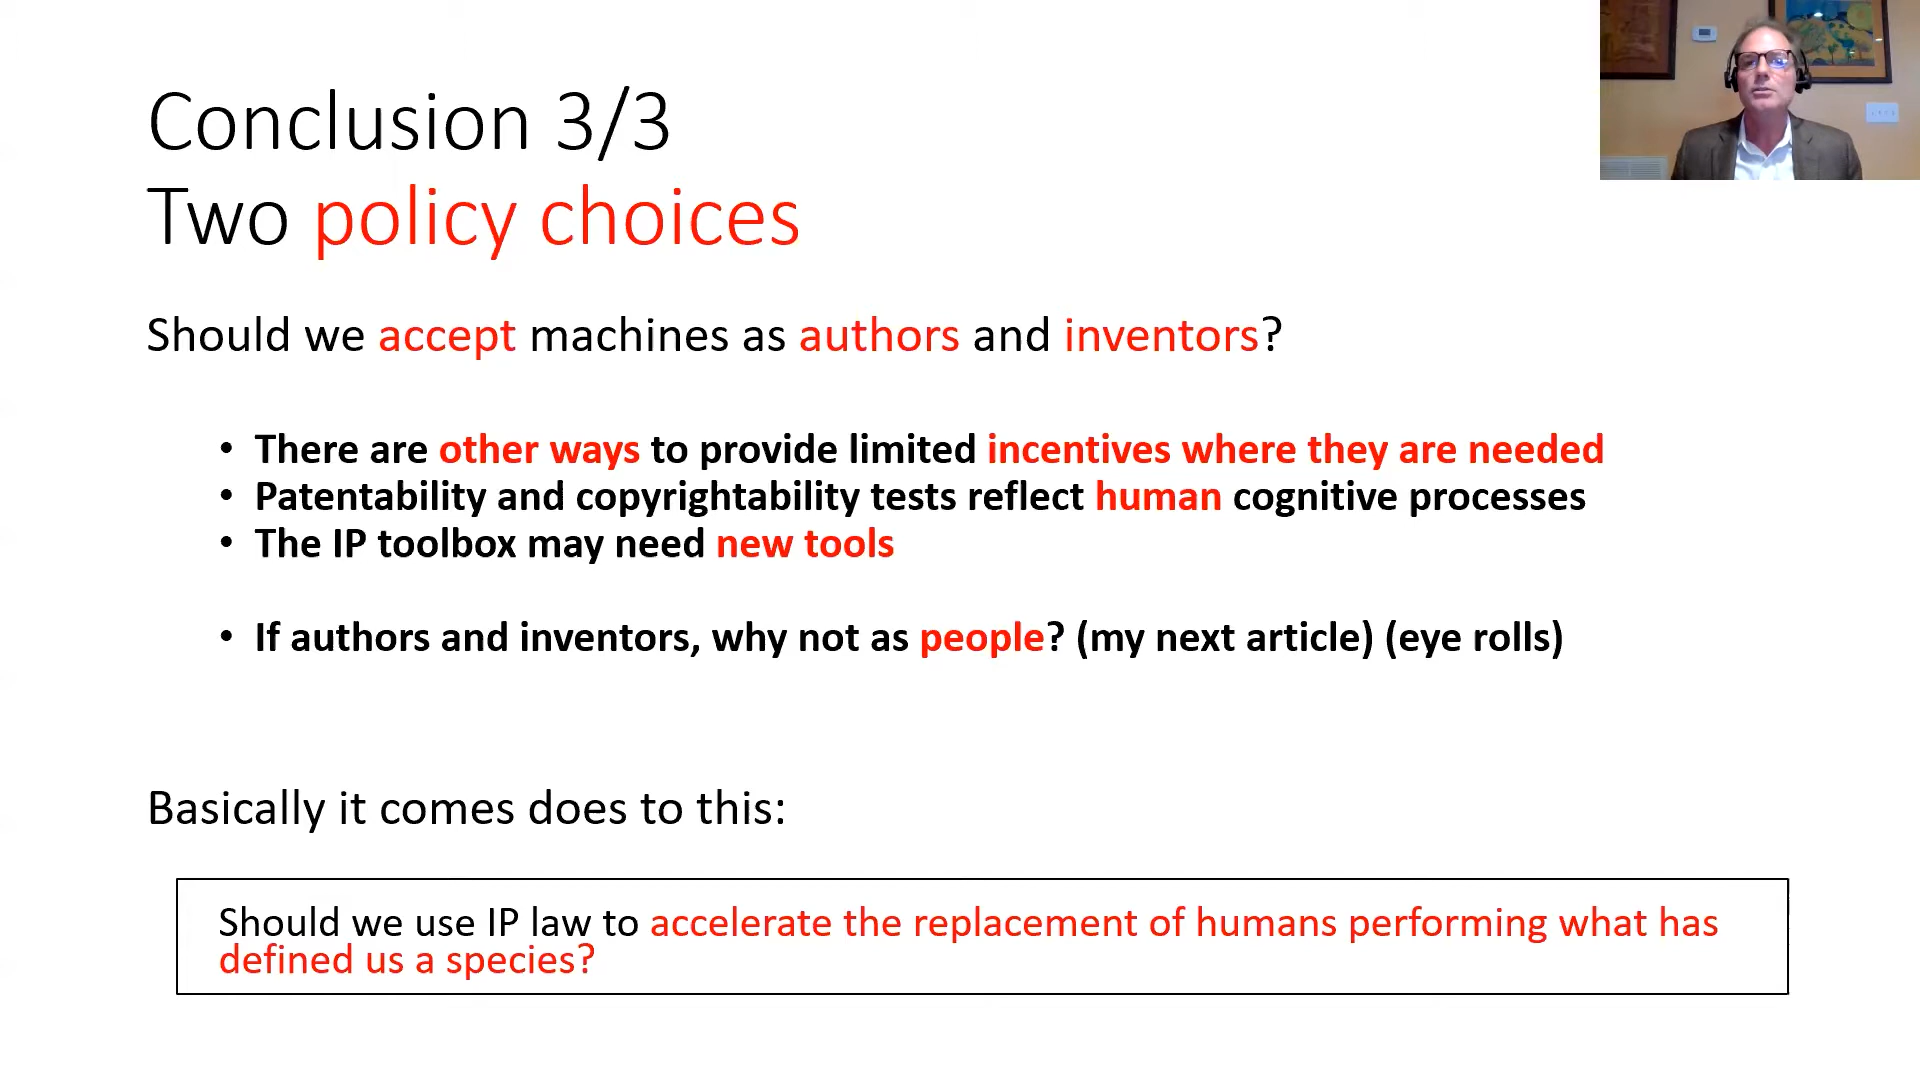 Conclusion 3/3
Two policy choices
Should we accept machines as authors and inventors?
• There are other ways to provide limited incentives where they are needed
• Patentability and copyrightability tests reflect human cognitive processes
• The IP toolbox may need new tools
• If authors and inventors, why not as people? (my next article) (eye rolls)
Basically it comes does to this:
Should we use IP law to accelerate the replacement of humans performing what has
defined us a species?